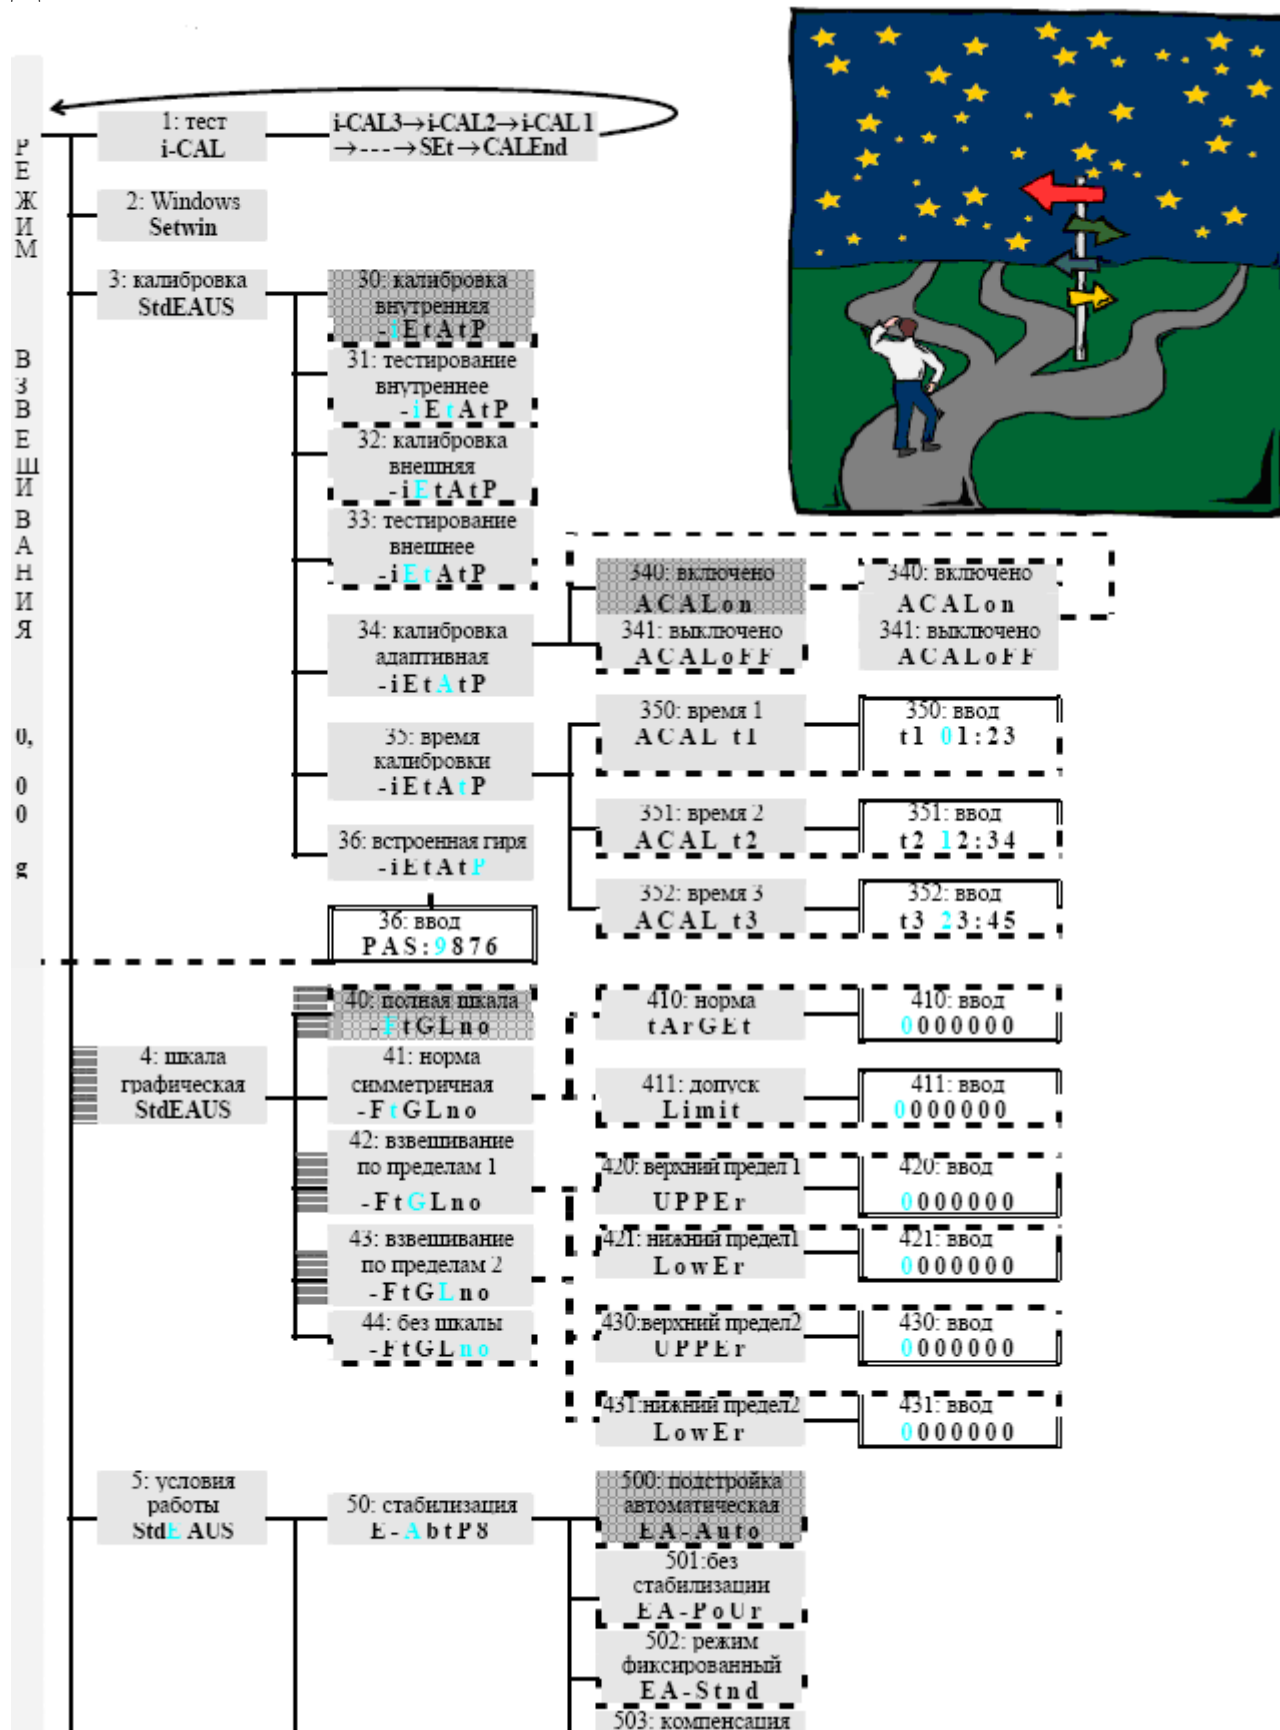 РЕЖИМ ВЗВЕШИВАНИЯ 0,00 g
1: тест
i-CAL
i-CAL3→i-CAL2→i-CAL1
→---→SEt→CALEnd
2: Windows
Setwin
3: калибровка
StdEAUS
30: калибровка
внутренняя
-iEtAtP
31: тестирование
внутреннее
-iEtAtP
32: калибровка
внешняя
-iEtAtP
33: тестирование
внешнее
-iEtAtP
34: калибровка
адаптивная
-iEtAtP
340: включено
ACALon
341: выключено
ACALoFF
340: включено
ACALon
341: выключено
ACALoFF
35: время
калибровки
-iEtAtP
350: время 1
ACAL t1
350: ввод
t1 01:23
351: время 2
ACAL t2
351: ввод
t2 12:34
352: время 3
ACAL t3
352: ввод
t3 23:45
36: встроенная гиря
-iEtAtP
36: ввод
PAS:9876
4: шкала
графическая
StdEAUS
40: полная шкала
-FtGLno
41: норма
симметричная
-FtGLno
410: норма
tArGEt
410: ввод
0000000
411: допуск
Limit
411: ввод
0000000
42: взвешивание
по пределам 1
-FtGLno
420: верхний предел 1
UPPEr
420: ввод
0000000
421: нижний предел1
LowEr
421: ввод
0000000
43: взвешивание
по пределам 2
-FtGLno
430:верхний предел2
UPPEr
430: ввод
0000000
431:нижний предел2
LowEr
431: ввод
0000000
44: без шкалы
-FtGLno
5: условия
работы
StdEAUS
50: стабилизация
E-AbtP8
500: подстройка
автоматическая
EA-Auto
501:без
стабилизации
EA-PoUr
502: режим
фиксированный
EA-Stnd
503: компенсация